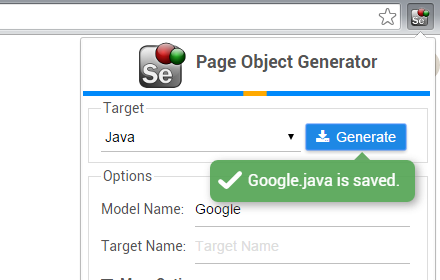 Se
Page Object Generator
Target
Java
Generate
Google.java is saved.
Options
Model Name: Google
Target Name: Target Name